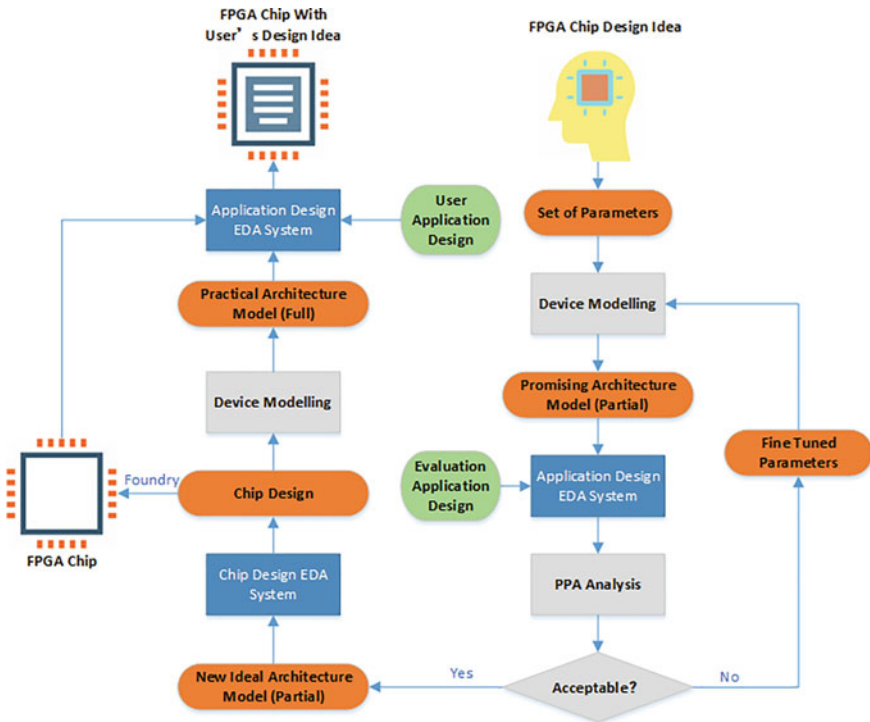 FPGA Chip With
User’s Design Idea
FPGA Chip Design Idea
Application Design
EDA System
User
Application
Design
Set of Parameters
Practical Architecture
Model (Full)
Device Modelling
Device Modelling
Promising Architecture
Model (Partial)
Fine Tuned
Parameters
Foundry
Chip Design
Evaluation
Application
Design
Application Design
EDA System
FPGA Chip
Chip Design EDA
System
PPA Analysis
New Ideal Architecture
Model (Partial)
Yes
Acceptable?
No